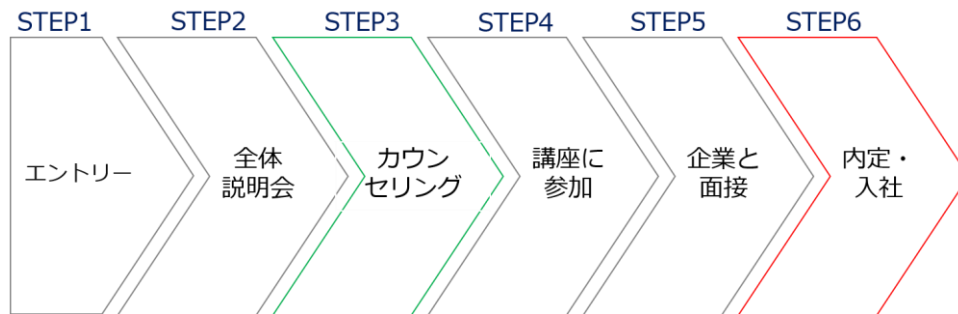 STEP1
エントリー
STEP2
全体
説明会
STEP3
カウン
セリング
STEP4
講座に
参加
STEP5
企業と
面接
STEP6
内定・
入社